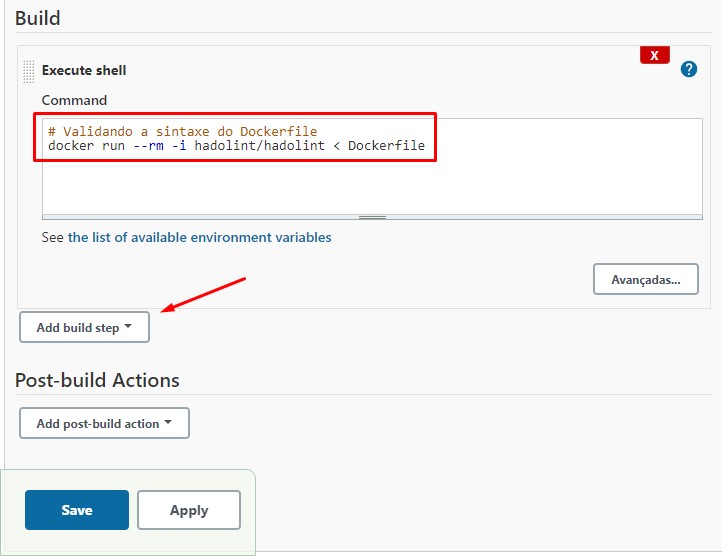 Build
X
Execute shell
?
Command
# Validando a sintaxe do Dockerfile
docker run --rm -i hadolint/hadolint < Dockerfile
See the list of available environment variables
Avançadas...
Add build step
Post-build Actions
Add post-build action
Save
Apply